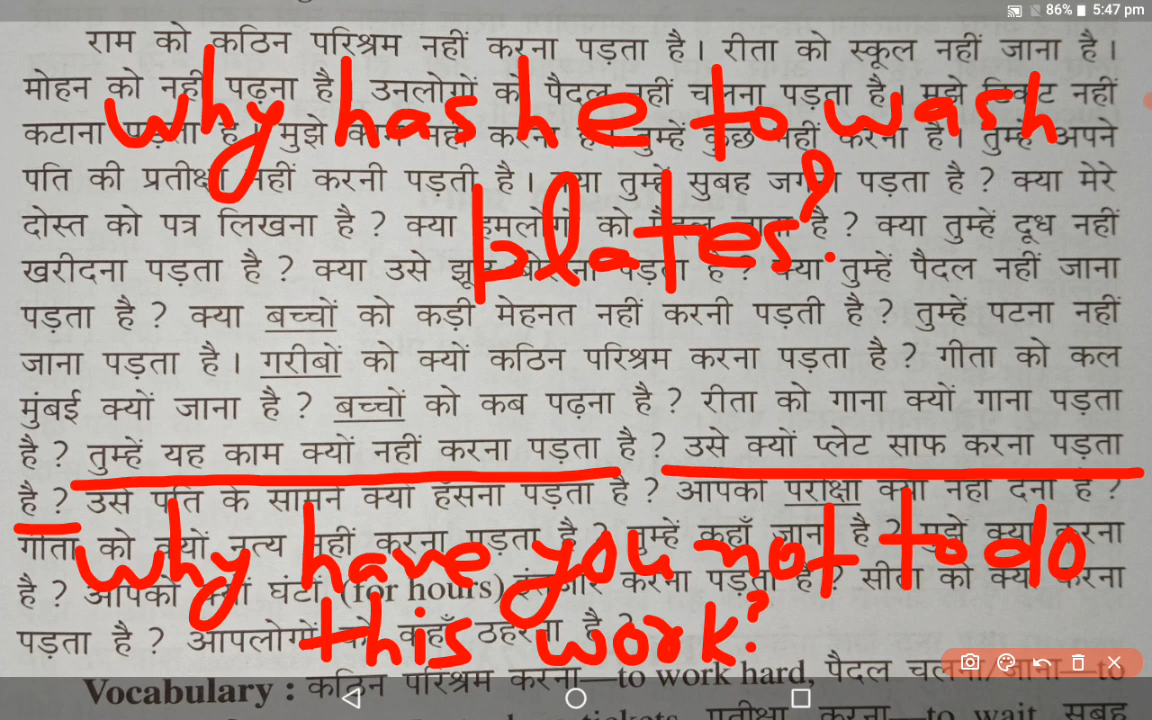 86% 5:47 pm
राम को कठिन परिश्रम नहीं करना पड़ता है। रीता को स्कूल नहीं जाना है।
मोहन को नहीं पढ़ना है। उनलोगों को पैदल नहीं चलना पड़ता है। मुझे टिकट नहीं
why has he to wash
कटाना पड़ता है। मुझे काम नहीं करना है। तुम्हें कुछ नहीं करना है। तुम्हें अपने
पति की प्रतीक्षा नहीं करनी पड़ती है। क्या तुम्हें सुबह जगना पड़ता है ? क्या मेरे
दोस्त को पत्र लिखना है ? क्या हमलोगों को पैदल जाना है ? क्या तुम्हें दूध नहीं
plates?
खरीदना पड़ता है ? क्या उसे झूठ बोलना पड़ता है ? क्या तुम्हें पैदल नहीं जाना
पड़ता है ? क्या बच्चों को कड़ी मेहनत नहीं करनी पड़ती है ? तुम्हें पटना नहीं
जाना पड़ता है। गरीबों को क्यों कठिन परिश्रम करना पड़ता है ? गीता को कल
मुंबई क्यों जाना है ? बच्चों को कब पढ़ना है ? रीता को गाना क्यों गाना पड़ता
है ? तुम्हें यह काम क्यों नहीं करना पड़ता है ? उसे क्यों प्लेट साफ करना पड़ता
है ? उसे पति के सामने क्यों हँसना पड़ता है ? आपको परीक्षा क्यों नहीं देना है ?
गीता को क्यों नृत्य नहीं करना पड़ता है ? तुम्हें कहाँ जाना है ? मुझे क्या करना
why have you not to do
है ? आपको क्यों घंटों (for hours) इंतजार करना पड़ता है ? सीता को क्या करना
पड़ता है ? आपलोगों को कहाँ ठहरना है ?
this work?
Vocabulary : कठिन परिश्रम करना—to work hard, पैदल चलना/जाना—to
tickets, प्रतीक्षा करना—to wait, सुबह